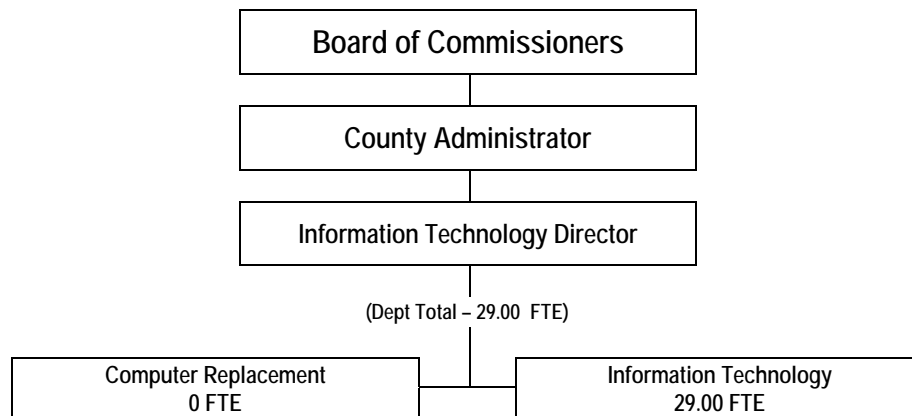 Board of Commissioners
County Administrator
Information Technology Director
(Dept Total – 29.00 FTE)
Computer Replacement
0 FTE
Information Technology
29.00 FTE